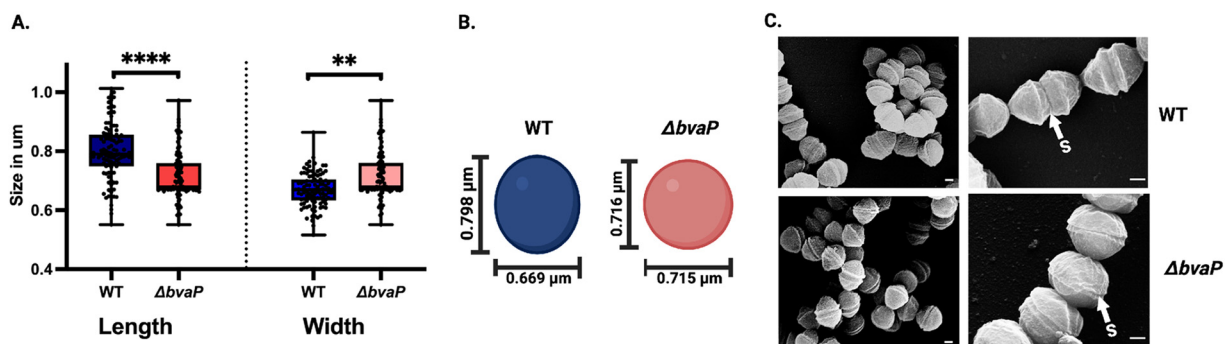 A.
B.
C.
****
**
Size in um
1.0
0.8
0.6
0.4
WT
ΔbvaP
WT
ΔbvaP
Length
Width
WT
ΔbvaP
0.798 μm
0.669 μm
0.716 μm
0.715 μm
S
WT
S
ΔbvaP